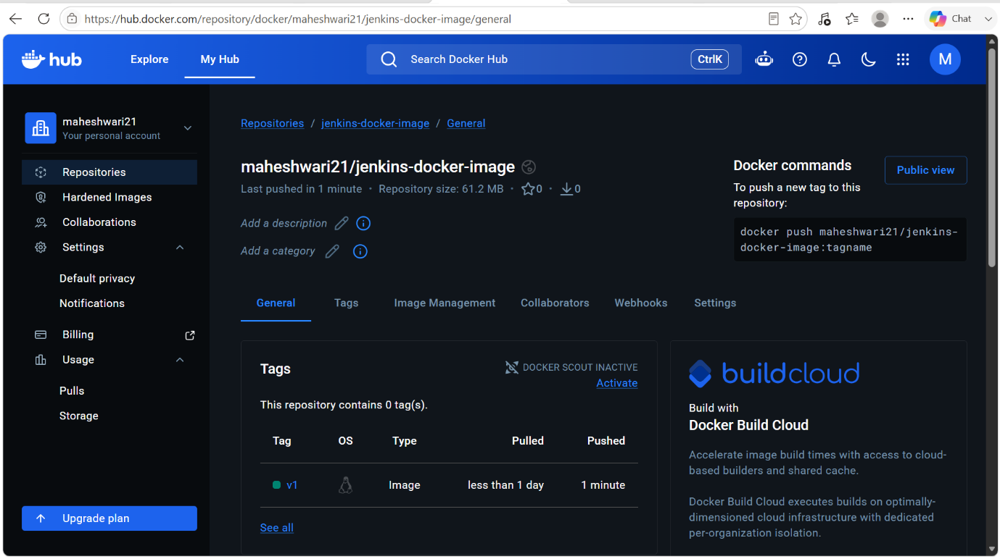 https://hub.docker.com/repository/docker/maheshwari21/jenkins-docker-image/general
Chat
hub
Explore
My Hub
Search Docker Hub
CtrlK
M
maheshwari21
Your personal account
Repositories
Hardened Images
Collaborations
Settings
Default privacy
Notifications
Billing
Usage
Pulls
Storage
Upgrade plan
Repositories / jenkins-docker-image / General
maheshwari21/jenkins-docker-image
Last pushed in 1 minute • Repository size: 61.2 MB • 0 • 0
Add a description
Add a category
Docker commands
Public view
To push a new tag to this
repository:
docker push maheshwari21/jenkins-
docker-image:tagname
General Tags Image Management Collaborators Webhooks Settings
Tags
DOCKER SCOUT INACTIVE
Activate
This repository contains 0 tag(s).
Tag OS Type Pulled Pushed
v1 Image less than 1 day 1 minute
See all
buildcloud
Build with
Docker Build Cloud
Accelerate image build times with access to cloud-
based builders and shared cache.
Docker Build Cloud executes builds on optimally-
dimensioned cloud infrastructure with dedicated
per-organization isolation.